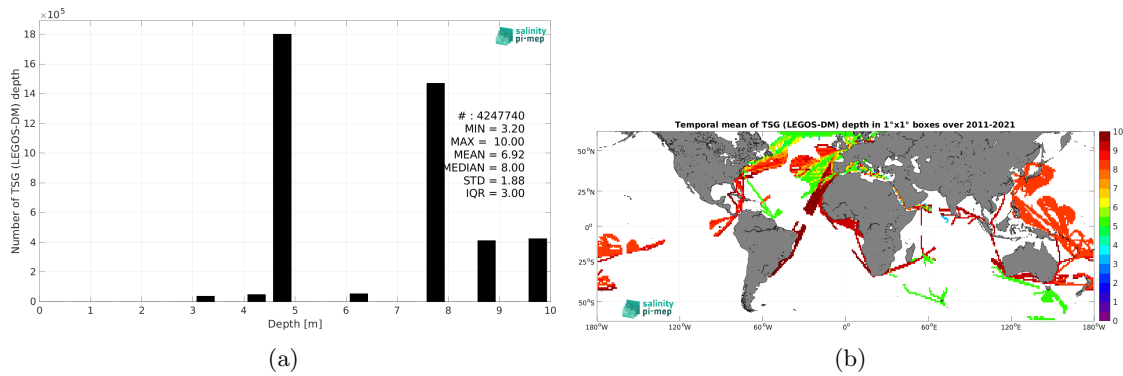 ×10⁵
18
16
14
12
10
8
6
4
2
0
Number of TSG (LEGOS-DM) depth
0 1 2 3 4 5 6 7 8 9 10
Depth [m]
salinity
pi-mep
# : 4247740
MIN = 3.20
MAX = 10.00
MEAN = 6.92
MEDIAN = 8.00
STD = 1.88
IQR = 3.00
(a)
Temporal mean of TSG (LEGOS-DM) depth in 1°x1° boxes over 2011-2021
50°N
25°N
0°
25°S
50°S
180°W 120°W 60°W 0° 60°E 120°E 180°W
salinity
pi-mep
10
9
8
7
6
5
4
3
2
1
0
(b)